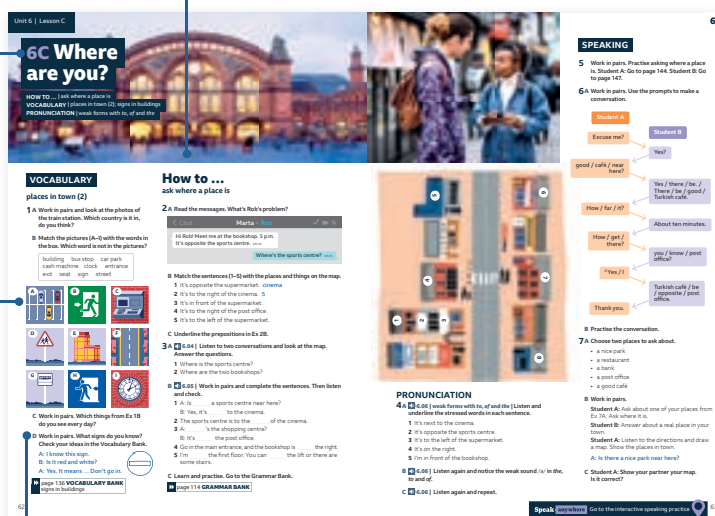 Unit 6 | Lesson C
6C Where
are you?
HOW TO ... | ask where a place is
VOCABULARY | places in town (2); signs in buildings
PRONUNCIATION | weak forms with to, of and the
VOCABULARY
places in town (2)
1 A Work in pairs and look at the photos of
the train station. Which country is it in,
do you think?
B Match the pictures (A–I) with the words in
the box. Which word is not in the pictures?
building bus stop car park
cash machine clock entrance
exit seat sign street
A
B
C
D
E
F
G
H
I
C Work in pairs. Which things from Ex 1B
do you see every day?
D Work in pairs. What signs do you know?
Check your ideas in the Vocabulary Bank.
A: I know this sign.
B: Is it red and white?
A: Yes. It means ... Don't go in.
page 136 VOCABULARY BANK
signs in buildings
62
How to ...
ask where a place is
2 A Read the messages. What's Rob's problem?
Chat
Marta – Rob
Hi Rob! Meet me at the bookshop. 5 p.m.
It's opposite the sports centre.
Where's the sports centre?
B Match the sentences (1–5) with the places and things on the map.
1 It's opposite the supermarket. cinema
2 It's to the right of the cinema. 5
3 It's in front of the supermarket.
4 It's to the right of the post office.
5 It's to the left of the supermarket.
C Underline the prepositions in Ex 2B.
3 A 6.04 | Listen to two conversations and look at the map.
Answer the questions.
1 Where is the sports centre?
2 Where are the two bookshops?
B 6.05 | Work in pairs and complete the sentences. Then listen
and check.
1 A: Is ___ a sports centre near here?
B: Yes, it's ___ to the cinema.
2 The sports centre is to the ___ of the cinema.
3 A: ___'s the shopping centre?
B: It's ___ the post office.
4 Go in the main entrance, and the bookshop is ___ the right.
5 I'm ___ the first floor. You can ___ the lift or there are
some stairs.
C Learn and practise. Go to the Grammar Bank.
page 114 GRAMMAR BANK
1
2
3
4
5
6
7
8
PRONUNCIATION
4 A 6.06 | weak forms with to, of and the | Listen and
underline the stressed words in each sentence.
1 It's next to the cinema.
2 It's opposite the sports centre.
3 It's to the left of the supermarket.
4 It's on the right.
5 I'm in front of the bookshop.
B 6.06 | Listen again and notice the weak sound /ə/ in the,
to and of.
C 6.06 | Listen again and repeat.
6
SPEAKING
5 Work in pairs. Practise asking where a place
is. Student A: Go to page 144. Student B: Go
to page 147.
6 A Work in pairs. Use the prompts to make a
conversation.
Student A
Student B
Excuse me?
Yes?
good / café / near
here?
Yes / there / be. /
There / be / good /
Turkish café.
How / far / it?
About ten minutes.
How / get /
there?
you / know / post
office?
Yes / I
Turkish café / be
/ opposite / post
office.
Thank you.
B Practise the conversation.
7 A Choose two places to ask about.
• a nice park
• a restaurant
• a bank
• a post office
• a good café
B Work in pairs.
Student A: Ask about one of your places from
Ex 7A. Ask where it is.
Student B: Answer about a real place in your
town.
Student A: Listen to the directions and draw
a map. Show the places in town.
A: Is there a nice park near here?
C Student A: Show your partner your map.
Is it correct?
Speak anywhere Go to the interactive speaking practice
6